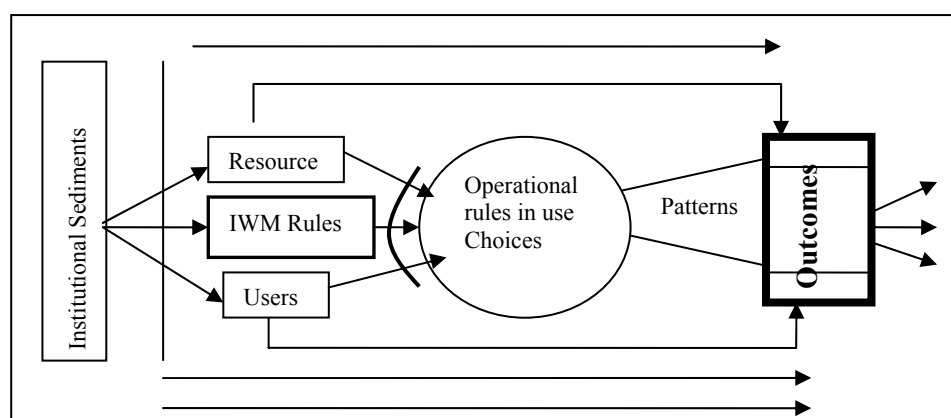 Institutional Sediments
Resource
IWM Rules
Users
Operational
rules in use
Choices
Patterns
Outcomes